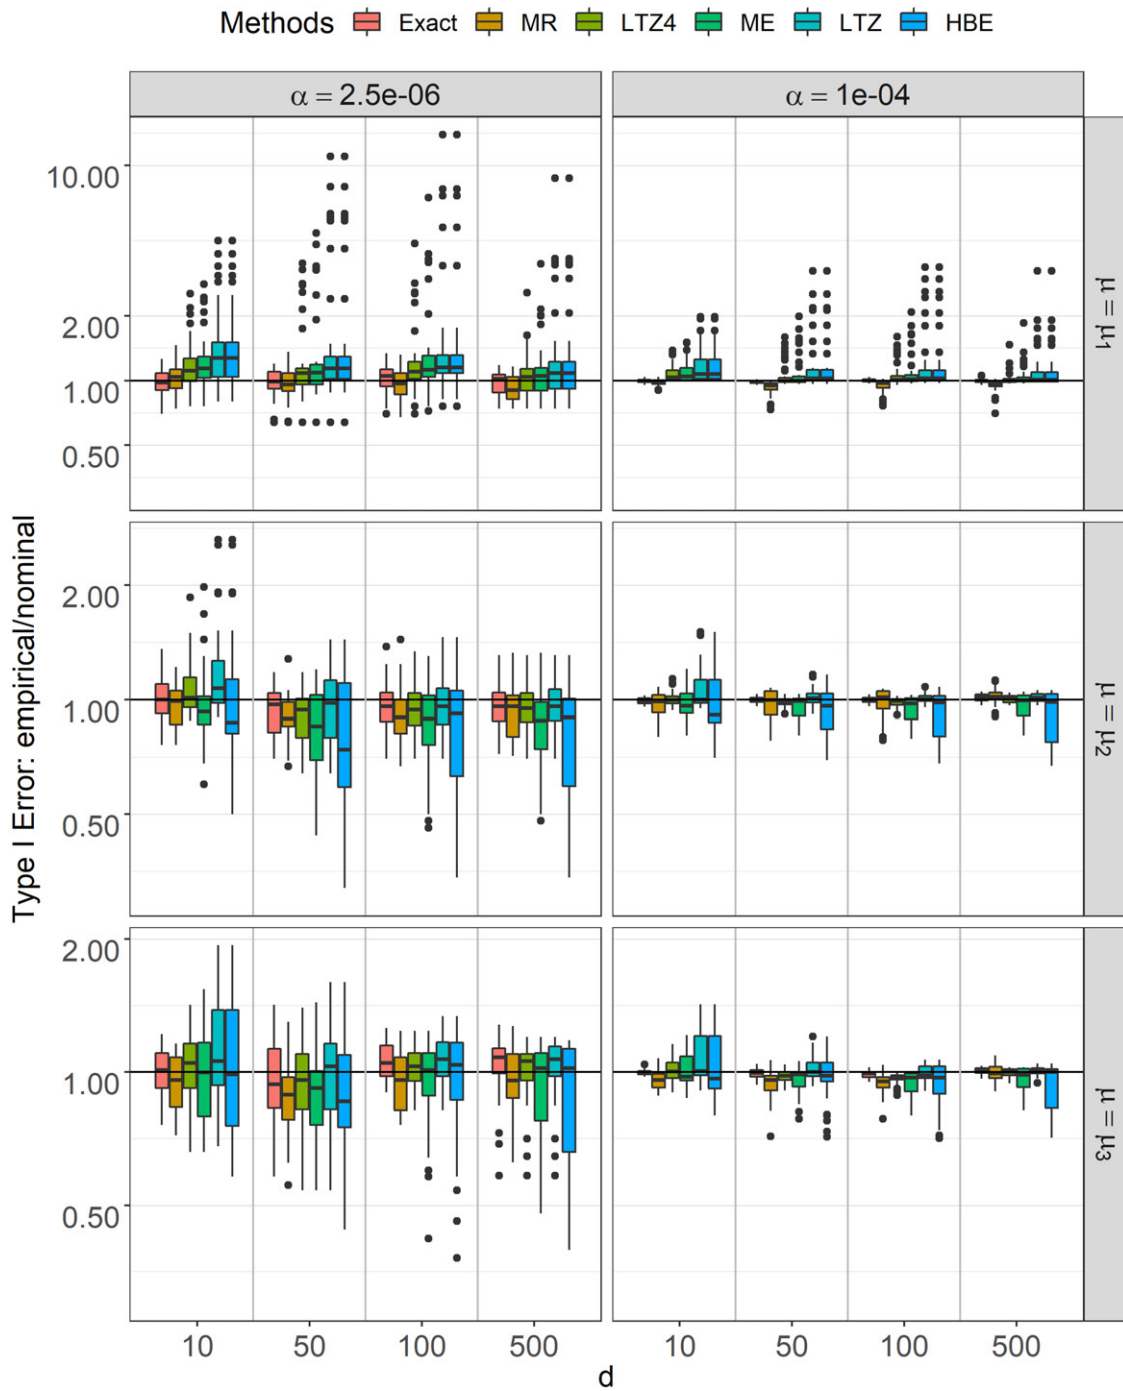 Methods Exact MR LTZ4 ME LTZ HBE
α = 2.5e-06 α = 1e-04
10.00
2.00
1.00
0.50
μ = μ1
Type I Error: empirical/nominal
2.00
1.00
0.50
μ = μ2
2.00
1.00
0.50
μ = μ3
10 50 100 500 10 50 100 500
d